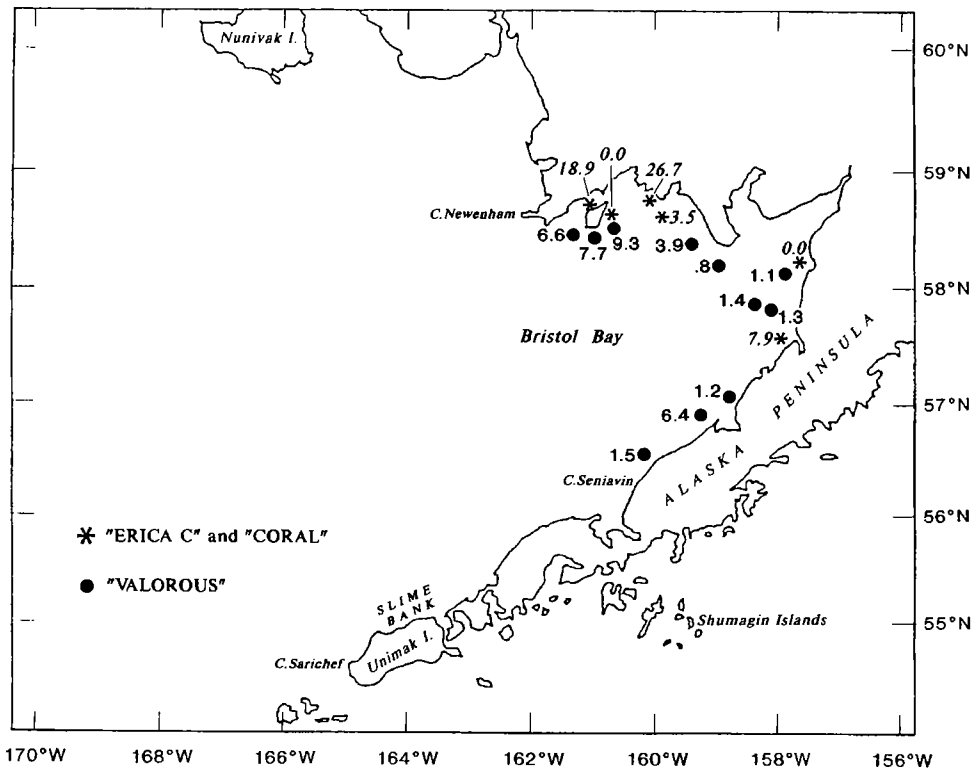 Nunivak I.
60°N
59°N
58°N
57°N
56°N
55°N
18.9
0.0
26.7
C.Newenham
3.5
6.6
7.7
9.3
3.9
.8
0.0
1.1
1.4
1.3
7.9
Bristol Bay
1.2
6.4
1.5
C.Seniavin
ALASKA PENINSULA
"ERICA C" and "CORAL"
"VALOROUS"
SLIME
BANK
Unimak I.
C.Sarichef
Shumagin Islands
170°W
168°W
166°W
164°W
162°W
160°W
158°W
156°W